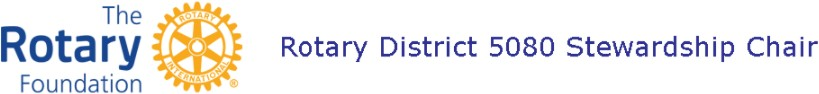 The
Rotary
Foundation
ROTARY
INTERNATIONAL
®
Rotary District 5080 Stewardship Chair